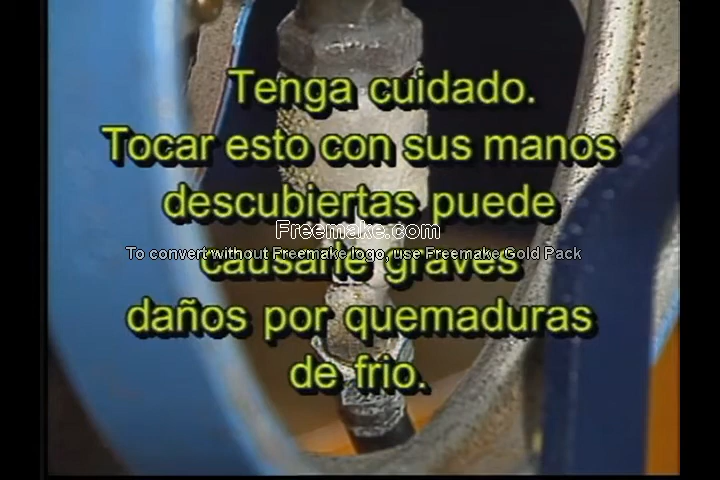 Tenga cuidado.
Tocar esto con sus manos
descubiertas puede
Freemake.com
To convert without Freemake logo, use Freemake Gold Pack
causarle graves
daños por quemaduras
de frio.